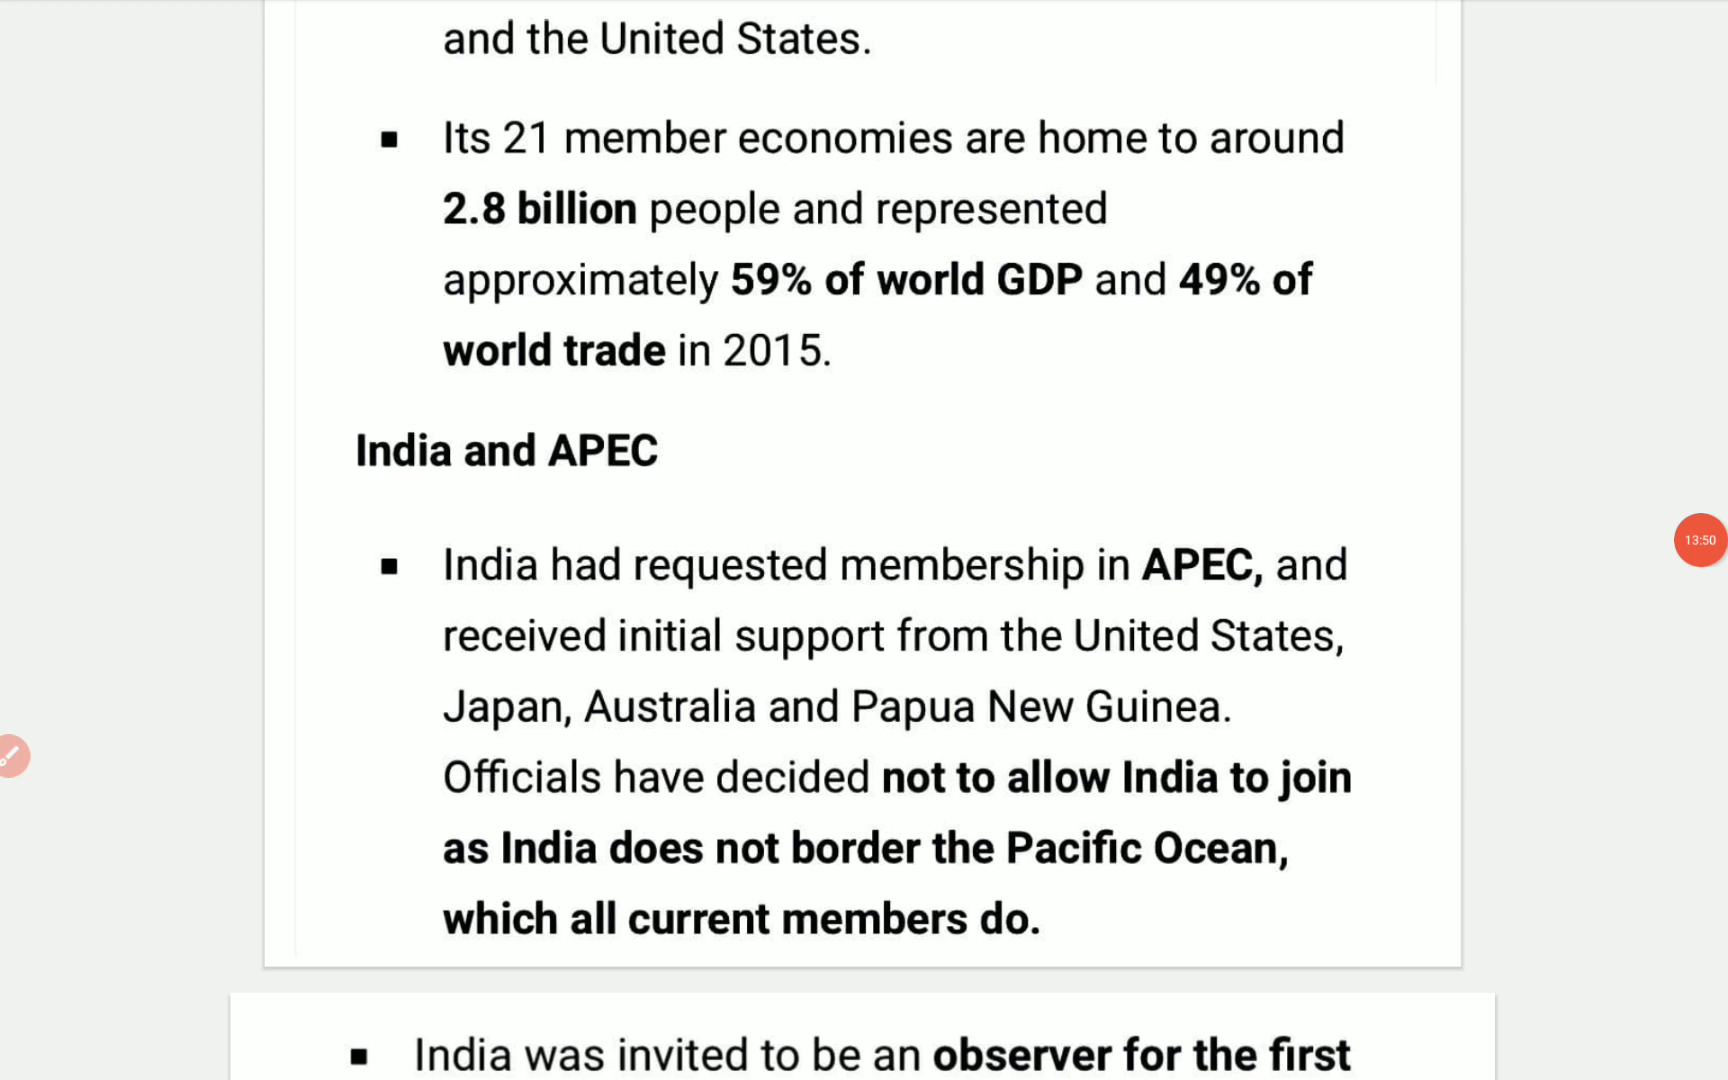 and the United States.
▪ Its 21 member economies are home to around
2.8 billion people and represented
approximately 59% of world GDP and 49% of
world trade in 2015.
India and APEC
▪ India had requested membership in APEC, and
received initial support from the United States,
Japan, Australia and Papua New Guinea.
Officials have decided not to allow India to join
as India does not border the Pacific Ocean,
which all current members do.
13:50
▪ India was invited to be an observer for the first